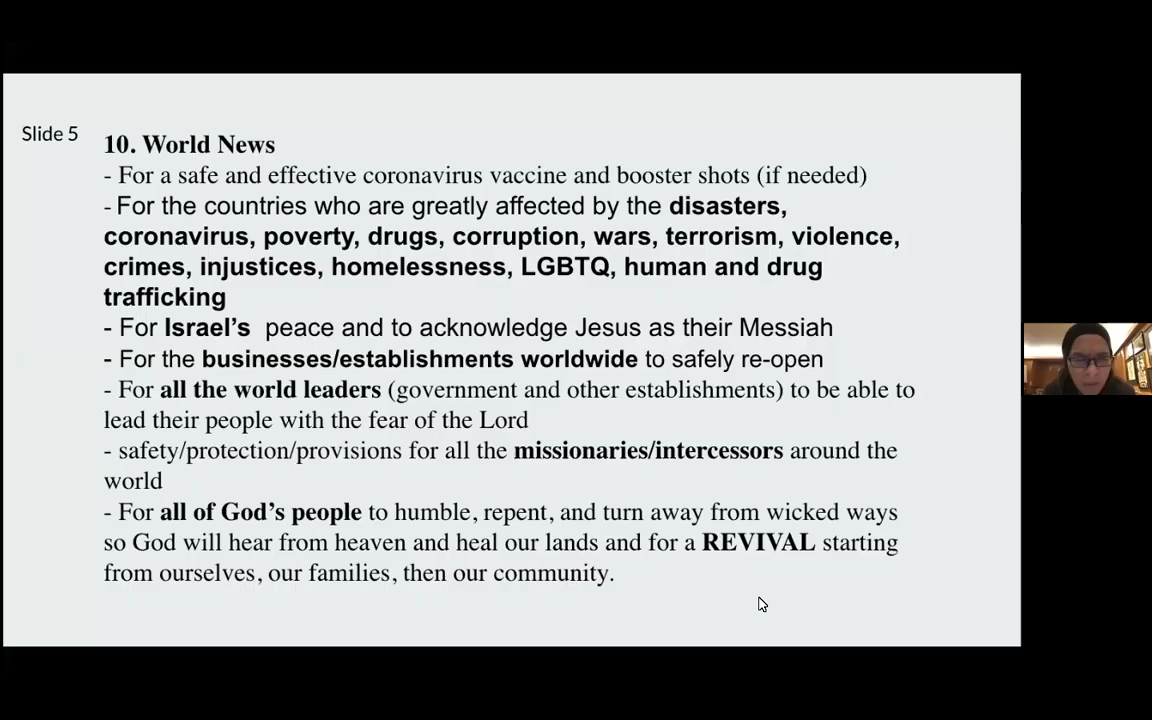 Slide 5
10. World News
- For a safe and effective coronavirus vaccine and booster shots (if needed)
- For the countries who are greatly affected by the disasters,
coronavirus, poverty, drugs, corruption, wars, terrorism, violence,
crimes, injustices, homelessness, LGBTQ, human and drug
trafficking
- For Israel’s  peace and to acknowledge Jesus as their Messiah
- For the businesses/establishments worldwide to safely re-open
- For all the world leaders (government and other establishments) to be able to
lead their people with the fear of the Lord
- safety/protection/provisions for all the missionaries/intercessors around the
world
- For all of God’s people to humble, repent, and turn away from wicked ways
so God will hear from heaven and heal our lands and for a REVIVAL starting
from ourselves, our families, then our community.